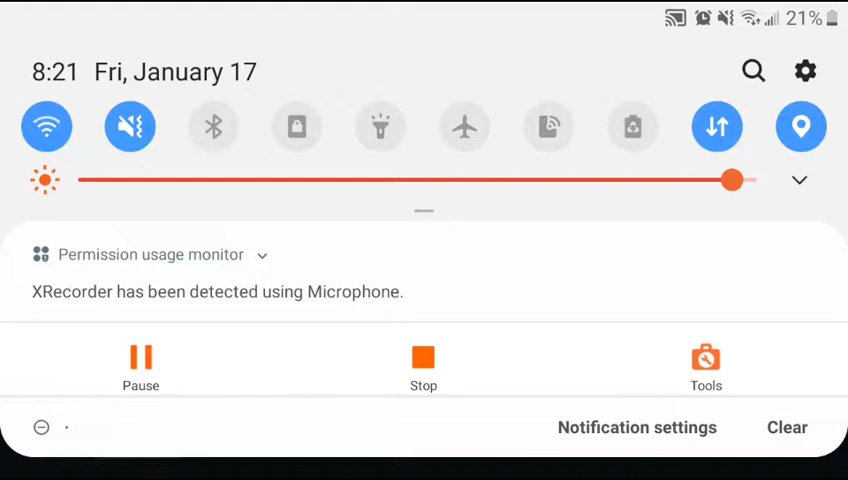 21%
8:21 Fri, January 17
Permission usage monitor
XRecorder has been detected using Microphone.
Pause Stop Tools
Notification settings Clear